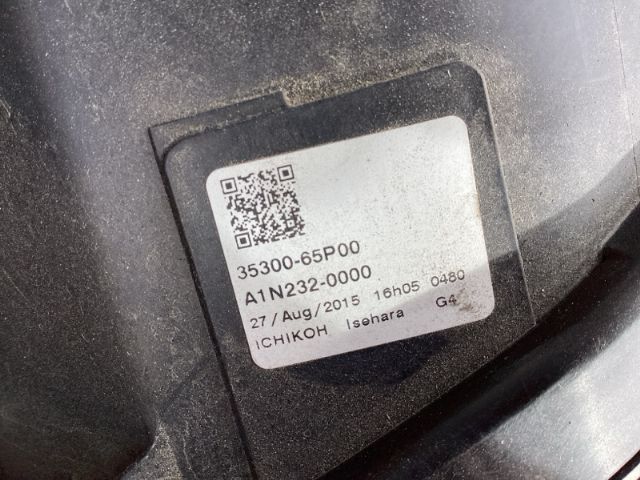 35300-65P00
A1N232-0000
27/Aug/2015 16h05 0480
ICHIKOH Isehara G4